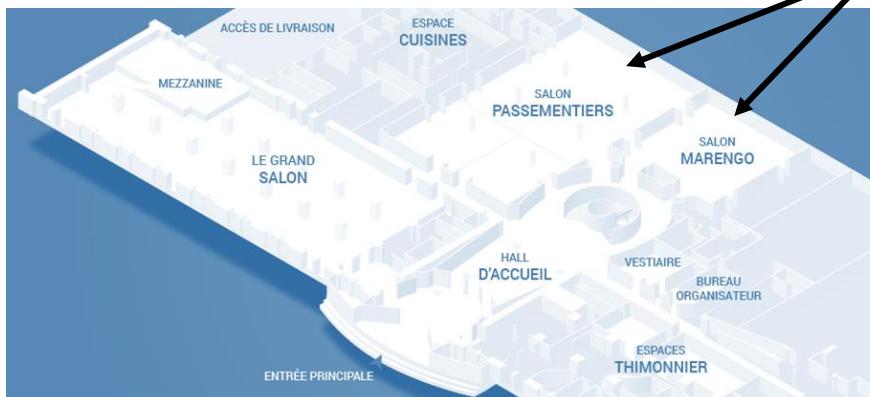 ACCÈS DE LIVRAISON
ESPACE
CUISINES
MEZZANINE
SALON
PASSEMENTIERS
SALON
MARENGO
LE GRAND
SALON
HALL
D'ACCUEIL
VESTIAIRE
BUREAU
ORGANISATEUR
ESPACES
THIMONNIER
ENTRÉE PRINCIPALE